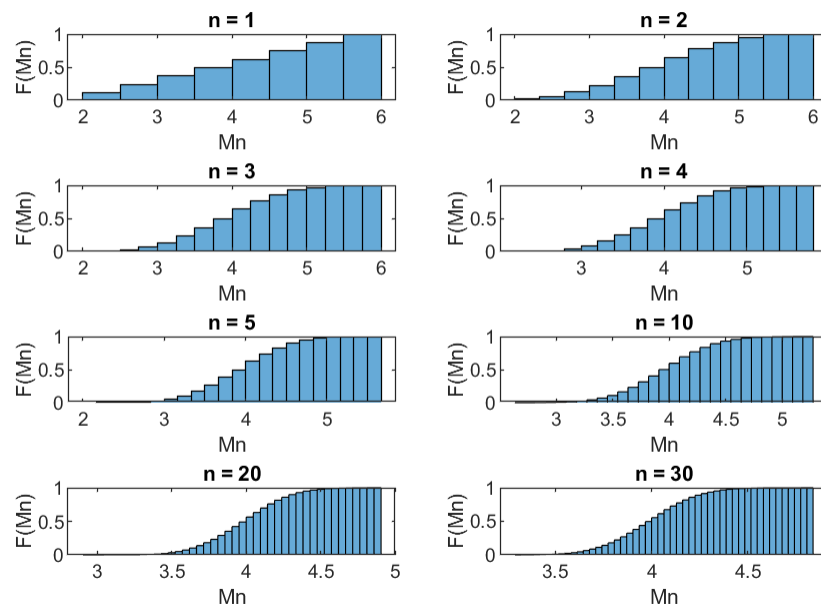 n = 1
F(Mn)
1
0.5
0
2 3 4 5 6
Mn
n = 2
F(Mn)
1
0.5
0
2 3 4 5 6
Mn
n = 3
F(Mn)
1
0.5
0
2 3 4 5 6
Mn
n = 4
F(Mn)
1
0.5
0
3 4 5
Mn
n = 5
F(Mn)
1
0.5
0
2 3 4 5
Mn
n = 10
F(Mn)
1
0.5
0
3 3.5 4 4.5 5
Mn
n = 20
F(Mn)
1
0.5
0
3 3.5 4 4.5 5
Mn
n = 30
F(Mn)
1
0.5
0
3.5 4 4.5
Mn